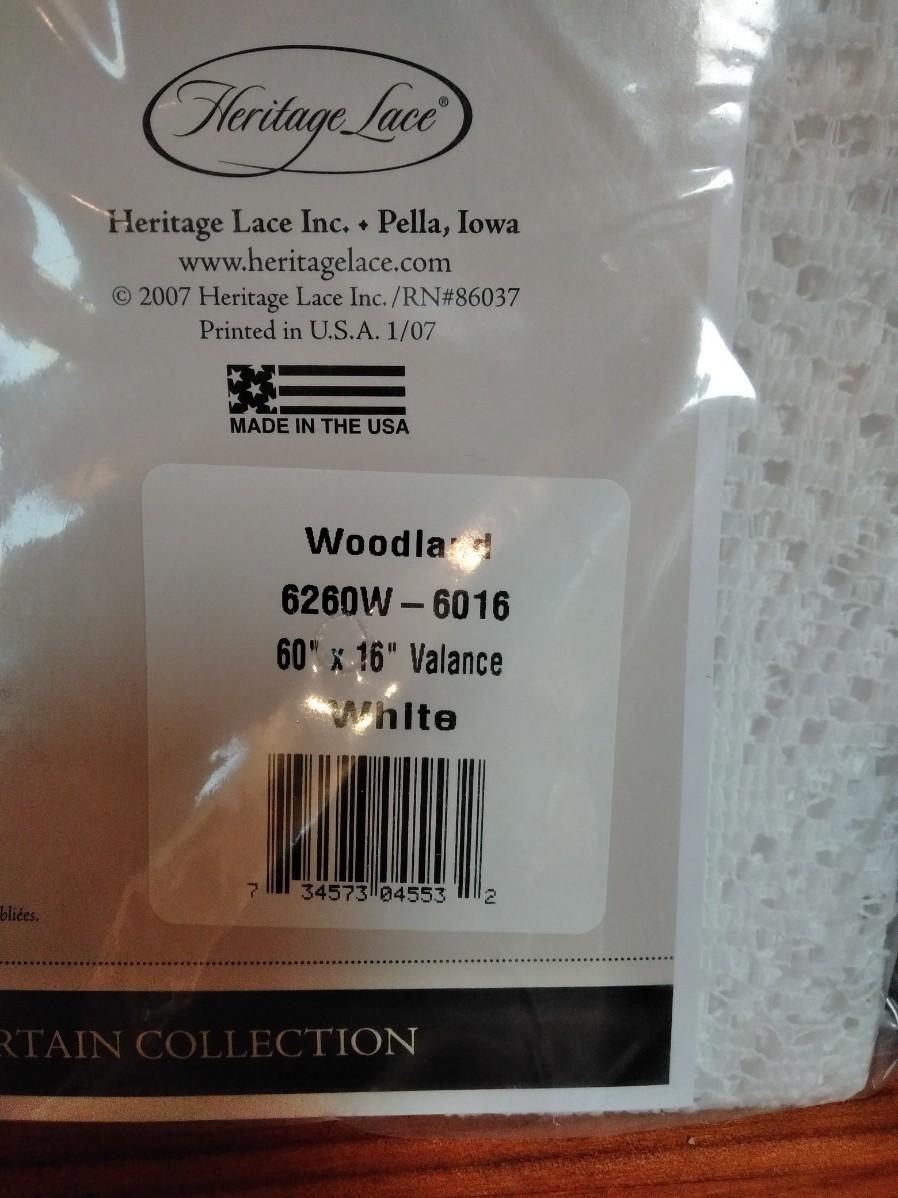 Heritage Lace®
Heritage Lace Inc. ♦ Pella, Iowa
www.heritagelace.com
© 2007 Heritage Lace Inc./RN#86037
Printed in U.S.A. 1/07
MADE IN THE USA
Woodland
6260W – 6016
60" x 16" Valance
White
7 34573 04553 2
bliées.
RTAIN COLLECTION